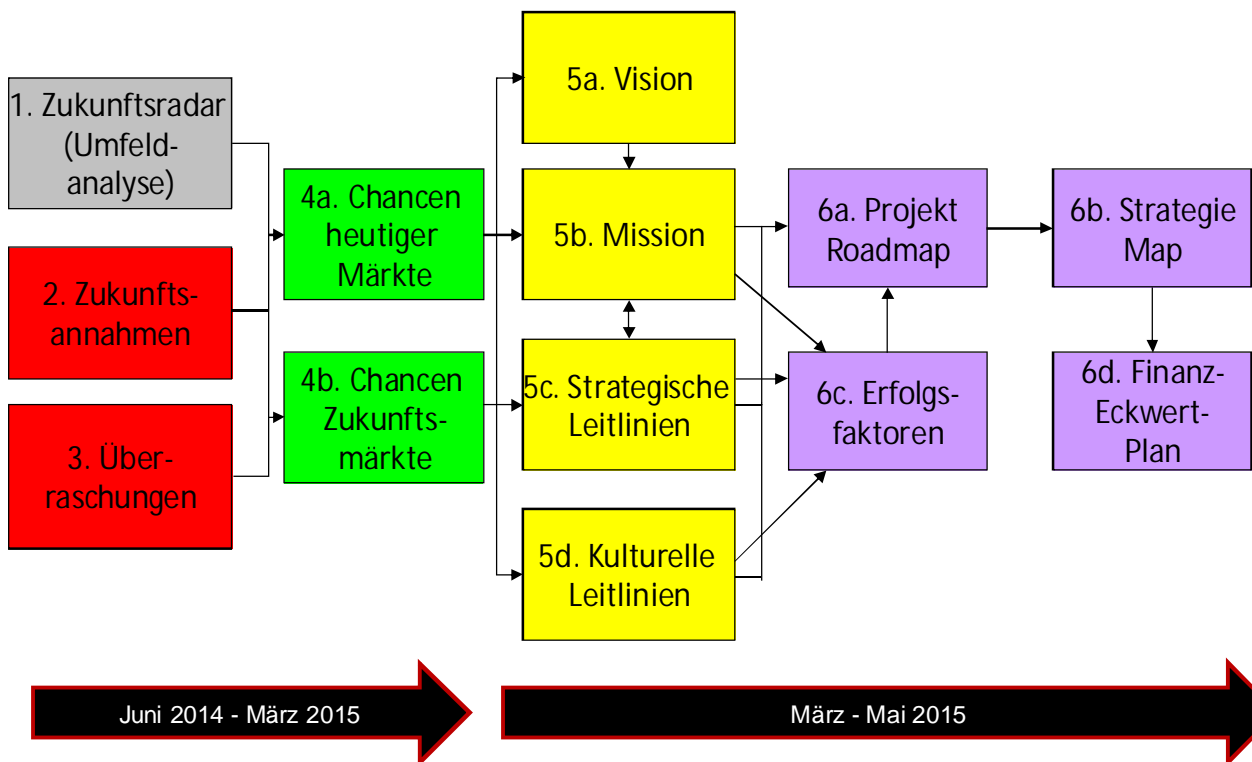 1. Zukunftsradar
(Umfeld-
analyse)
2. Zukunfts-
annahmen
3. Über-
raschungen
4a. Chancen
heutiger
Märkte
4b. Chancen
Zukunfts-
märkte
5a. Vision
5b. Mission
5c. Strategische
Leitlinien
5d. Kulturelle
Leitlinien
6a. Projekt
Roadmap
6c. Erfolgs-
faktoren
6b. Strategie
Map
6d. Finanz-
Eckwert-
Plan
Juni 2014 - März 2015
März - Mai 2015